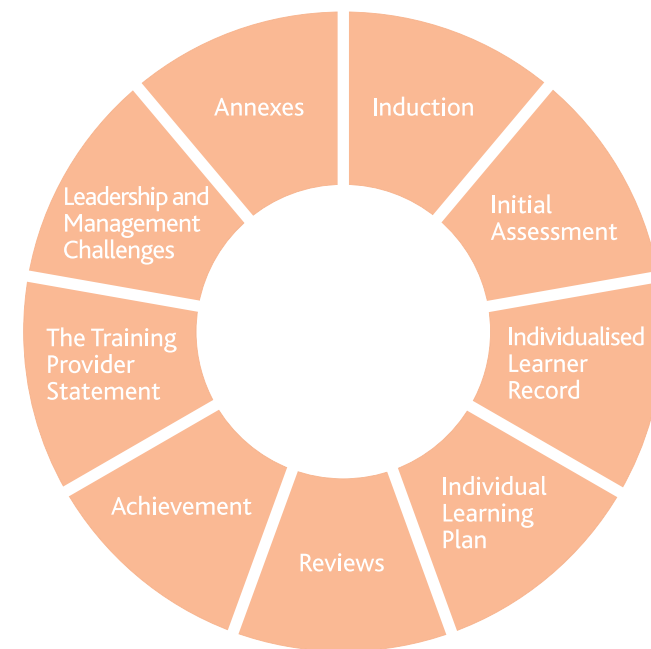 Annexes
Induction
Initial
Assessment
Individualised
Learner
Record
Individual
Learning
Plan
Reviews
Achievement
The Training
Provider
Statement
Leadership and
Management
Challenges